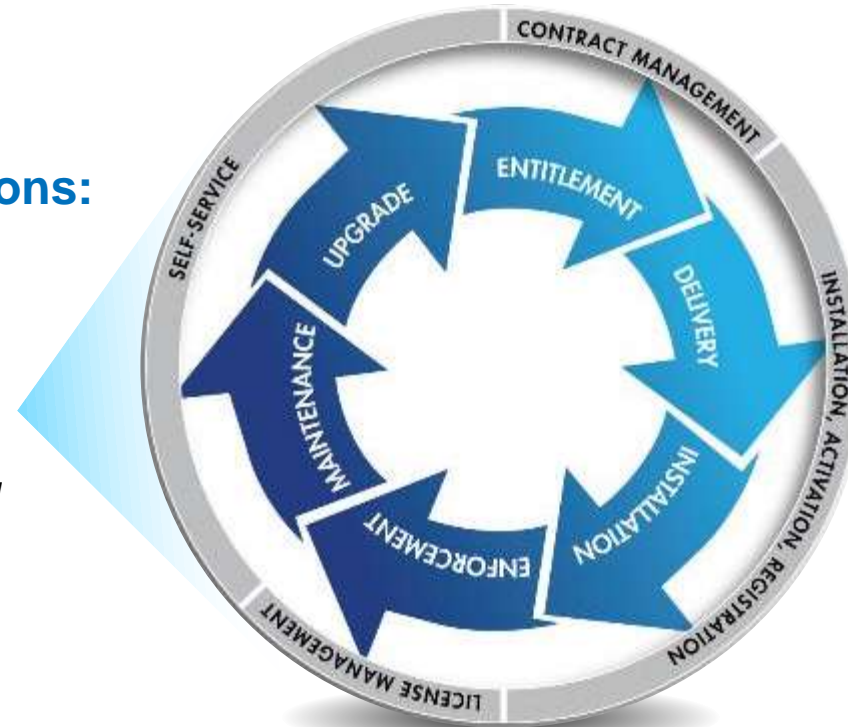 ons:
CONTRACT MANAGEMENT
INSTALLATION, ACTIVATION, REGISTRATION
LICENSE MANAGEMENT
SELF-SERVICE
ENTITLEMENT
DELIVERY
INSTALLATION
ENFORCEMENT
MAINTENANCE
UPGRADE